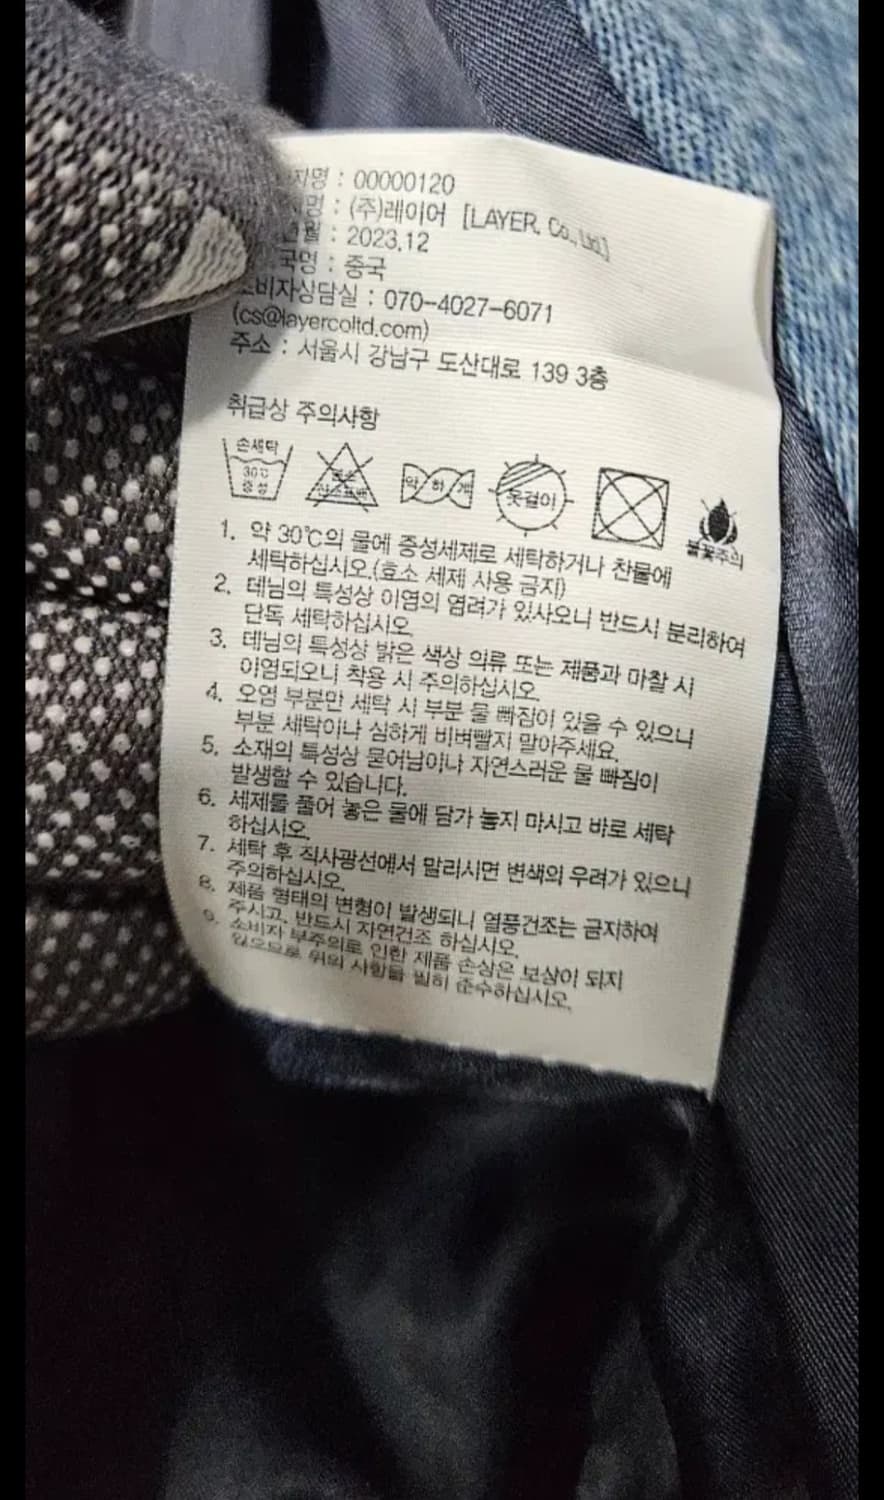 자명 : 00000120
명 : (주)레이어 [LAYER. Co., Ltd]
월 : 2023.12
국명 : 중국
소비자상담실 : 070-4027-6071
(cs@layercoltd.com)
주소 : 서울시 강남구 도산대로 139 3층
취급상 주의사항
손세탁
30℃
중성
약하게
옷걸이
불꽃주의
1. 약 30℃의 물에 중성세제로 세탁하거나 찬물에
세탁하십시오.(효소 세제 사용 금지)
2. 데님의 특성상 이염의 염려가 있사오니 반드시 분리하여
단독 세탁하십시오.
3. 데님의 특성상 밝은 색상 의류 또는 제품과 마찰 시
이염되오니 착용 시 주의하십시오.
4. 오염 부분만 세탁 시 부분 물 빠짐이 있을 수 있으니
부분 세탁이나 심하게 비벼빨지 말아주세요.
5. 소재의 특성상 묻어남이나 자연스러운 물 빠짐이
발생할 수 있습니다.
6. 세제를 풀어 놓은 물에 담가 놓지 마시고 바로 세탁
하십시오.
7. 세탁 후 직사광선에서 말리시면 변색의 우려가 있으니
주의하십시오.
8. 제품 형태의 변형이 발생되니 열풍건조는 금지하여
주시고, 반드시 자연건조 하십시오.
9. 소비자 부주의로 인한 제품 손상은 보상이 되지
않으므로 위의 사항을 필히 준수하십시오.